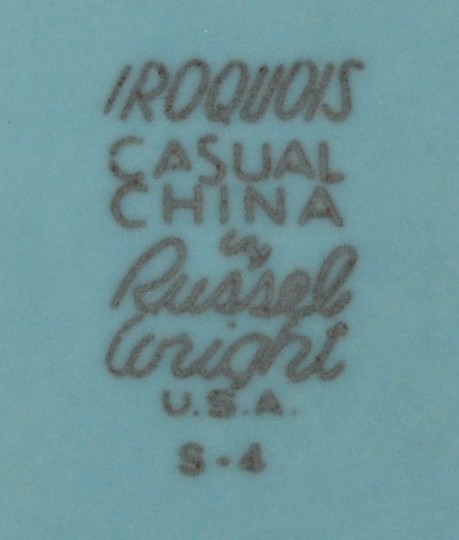 IROQUOIS
CASUAL
CHINA
by
Russel
Wright
U.S.A.
S-4